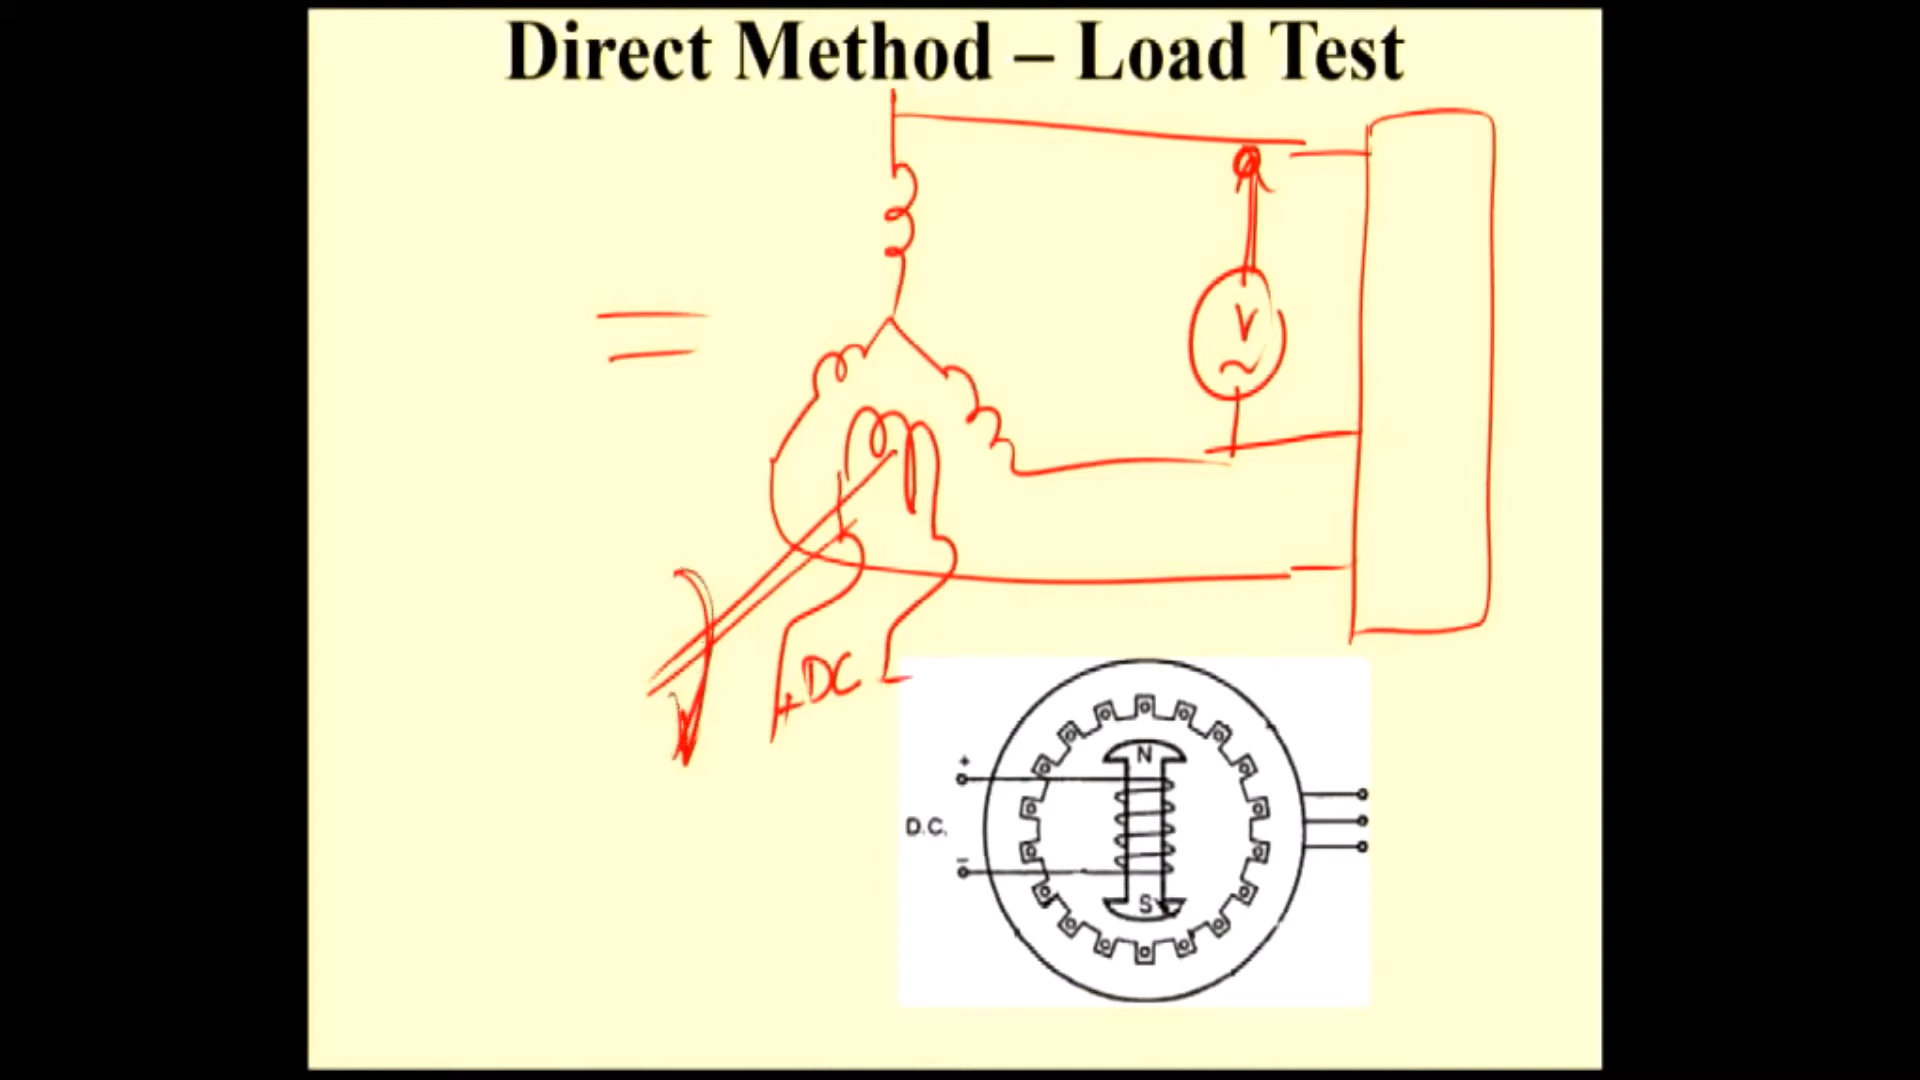 Direct Method – Load Test
V
~
+ DC -
N
+
D.C.
-
S